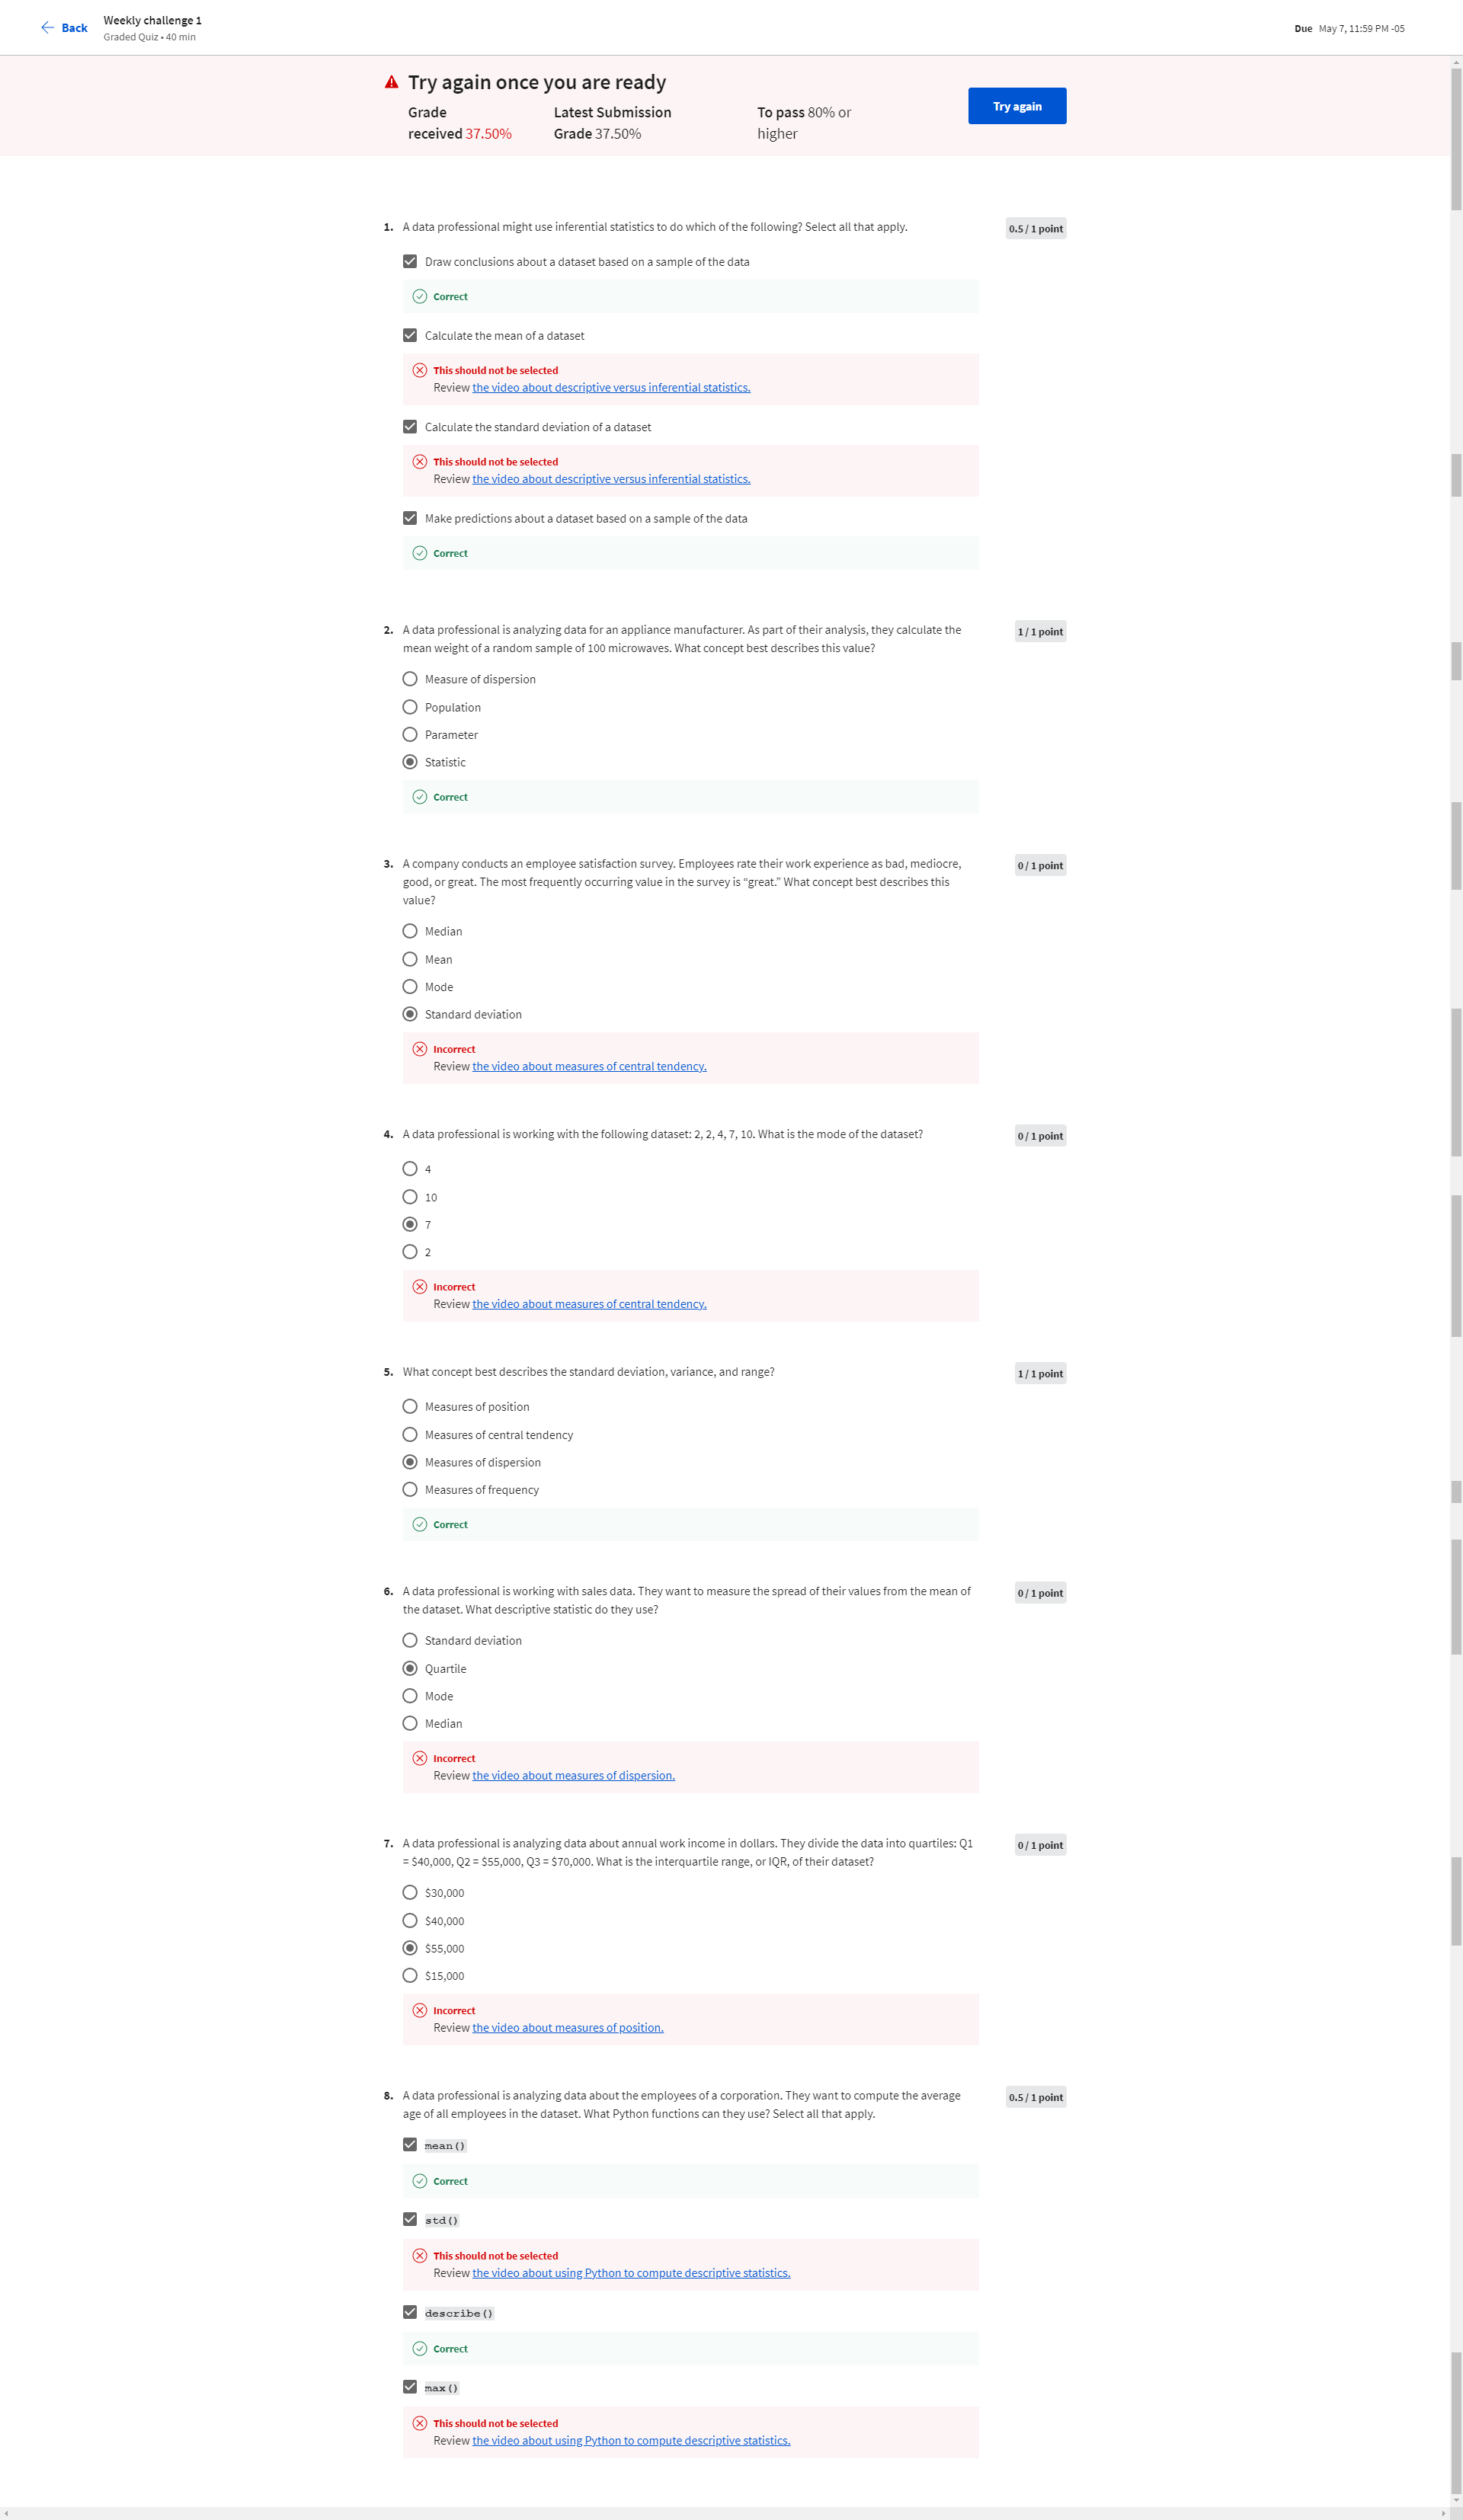 Back
Weekly challenge 1
Graded Quiz • 40 min
Due May 7, 11:59 PM -05
Try again once you are ready
Grade
received 37.50%
Latest Submission
Grade 37.50%
To pass 80% or
higher
Try again
1. A data professional might use inferential statistics to do which of the following? Select all that apply.
0.5 / 1 point
Draw conclusions about a dataset based on a sample of the data
Correct
Calculate the mean of a dataset
This should not be selected
Review the video about descriptive versus inferential statistics.
Calculate the standard deviation of a dataset
This should not be selected
Review the video about descriptive versus inferential statistics.
Make predictions about a dataset based on a sample of the data
Correct
2. A data professional is analyzing data for an appliance manufacturer. As part of their analysis, they calculate the
mean weight of a random sample of 100 microwaves. What concept best describes this value?
1 / 1 point
Measure of dispersion
Population
Parameter
Statistic
Correct
3. A company conducts an employee satisfaction survey. Employees rate their work experience as bad, mediocre,
good, or great. The most frequently occurring value in the survey is “great.” What concept best describes this
value?
0 / 1 point
Median
Mean
Mode
Standard deviation
Incorrect
Review the video about measures of central tendency.
4. A data professional is working with the following dataset: 2, 2, 4, 7, 10. What is the mode of the dataset?
0 / 1 point
4
10
7
2
Incorrect
Review the video about measures of central tendency.
5. What concept best describes the standard deviation, variance, and range?
1 / 1 point
Measures of position
Measures of central tendency
Measures of dispersion
Measures of frequency
Correct
6. A data professional is working with sales data. They want to measure the spread of their values from the mean of
the dataset. What descriptive statistic do they use?
0 / 1 point
Standard deviation
Quartile
Mode
Median
Incorrect
Review the video about measures of dispersion.
7. A data professional is analyzing data about annual work income in dollars. They divide the data into quartiles: Q1
= $40,000, Q2 = $55,000, Q3 = $70,000. What is the interquartile range, or IQR, of their dataset?
0 / 1 point
$30,000
$40,000
$55,000
$15,000
Incorrect
Review the video about measures of position.
8. A data professional is analyzing data about the employees of a corporation. They want to compute the average
age of all employees in the dataset. What Python functions can they use? Select all that apply.
0.5 / 1 point
mean()
Correct
std()
This should not be selected
Review the video about using Python to compute descriptive statistics.
describe()
Correct
max()
This should not be selected
Review the video about using Python to compute descriptive statistics.